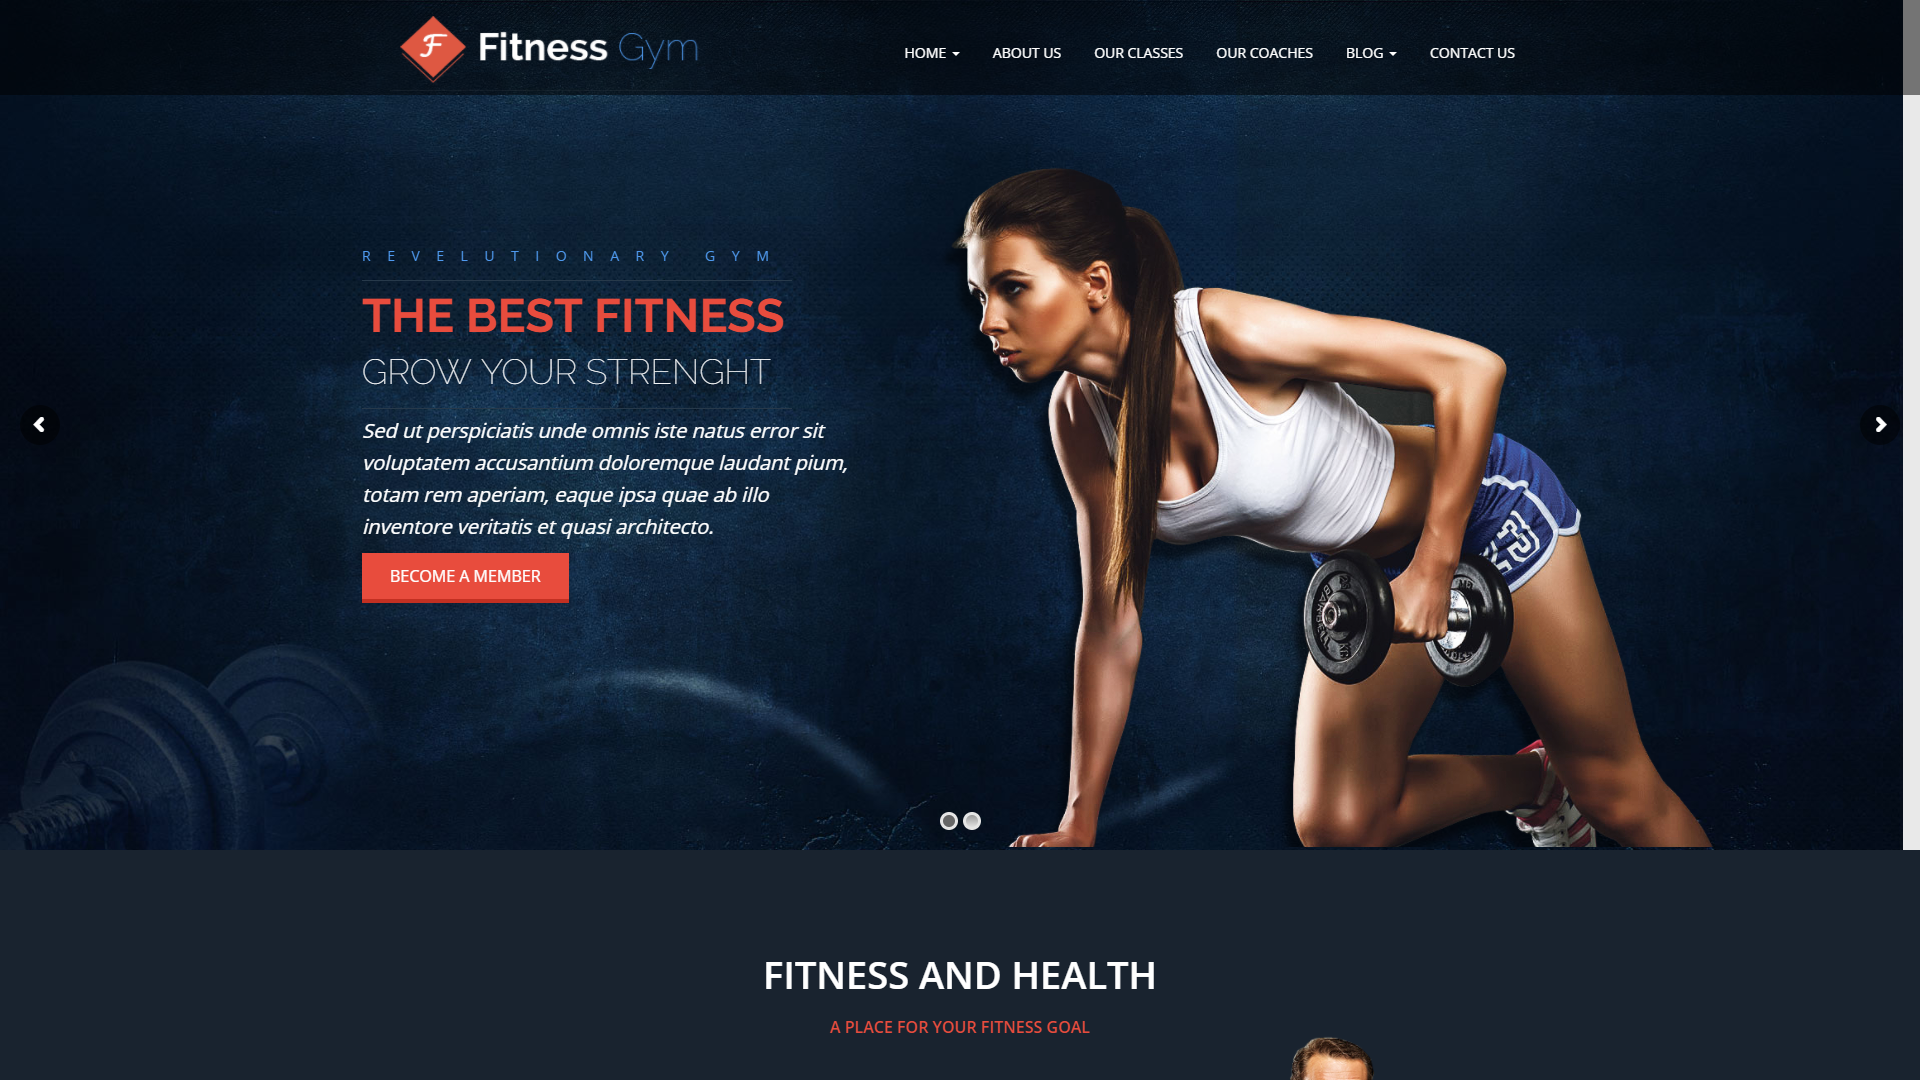 F Fitness Gym
HOME ABOUT US OUR CLASSES OUR COACHES BLOG CONTACT US
REVELUTIONARY GYM
THE BEST FITNESS
GROW YOUR STRENGHT
Sed ut perspiciatis unde omnis iste natus error sit
voluptatem accusantium doloremque laudant pium,
totam rem aperiam, eaque ipsa quae ab illo
inventore veritatis et quasi architecto.
BECOME A MEMBER
FITNESS AND HEALTH
A PLACE FOR YOUR FITNESS GOAL